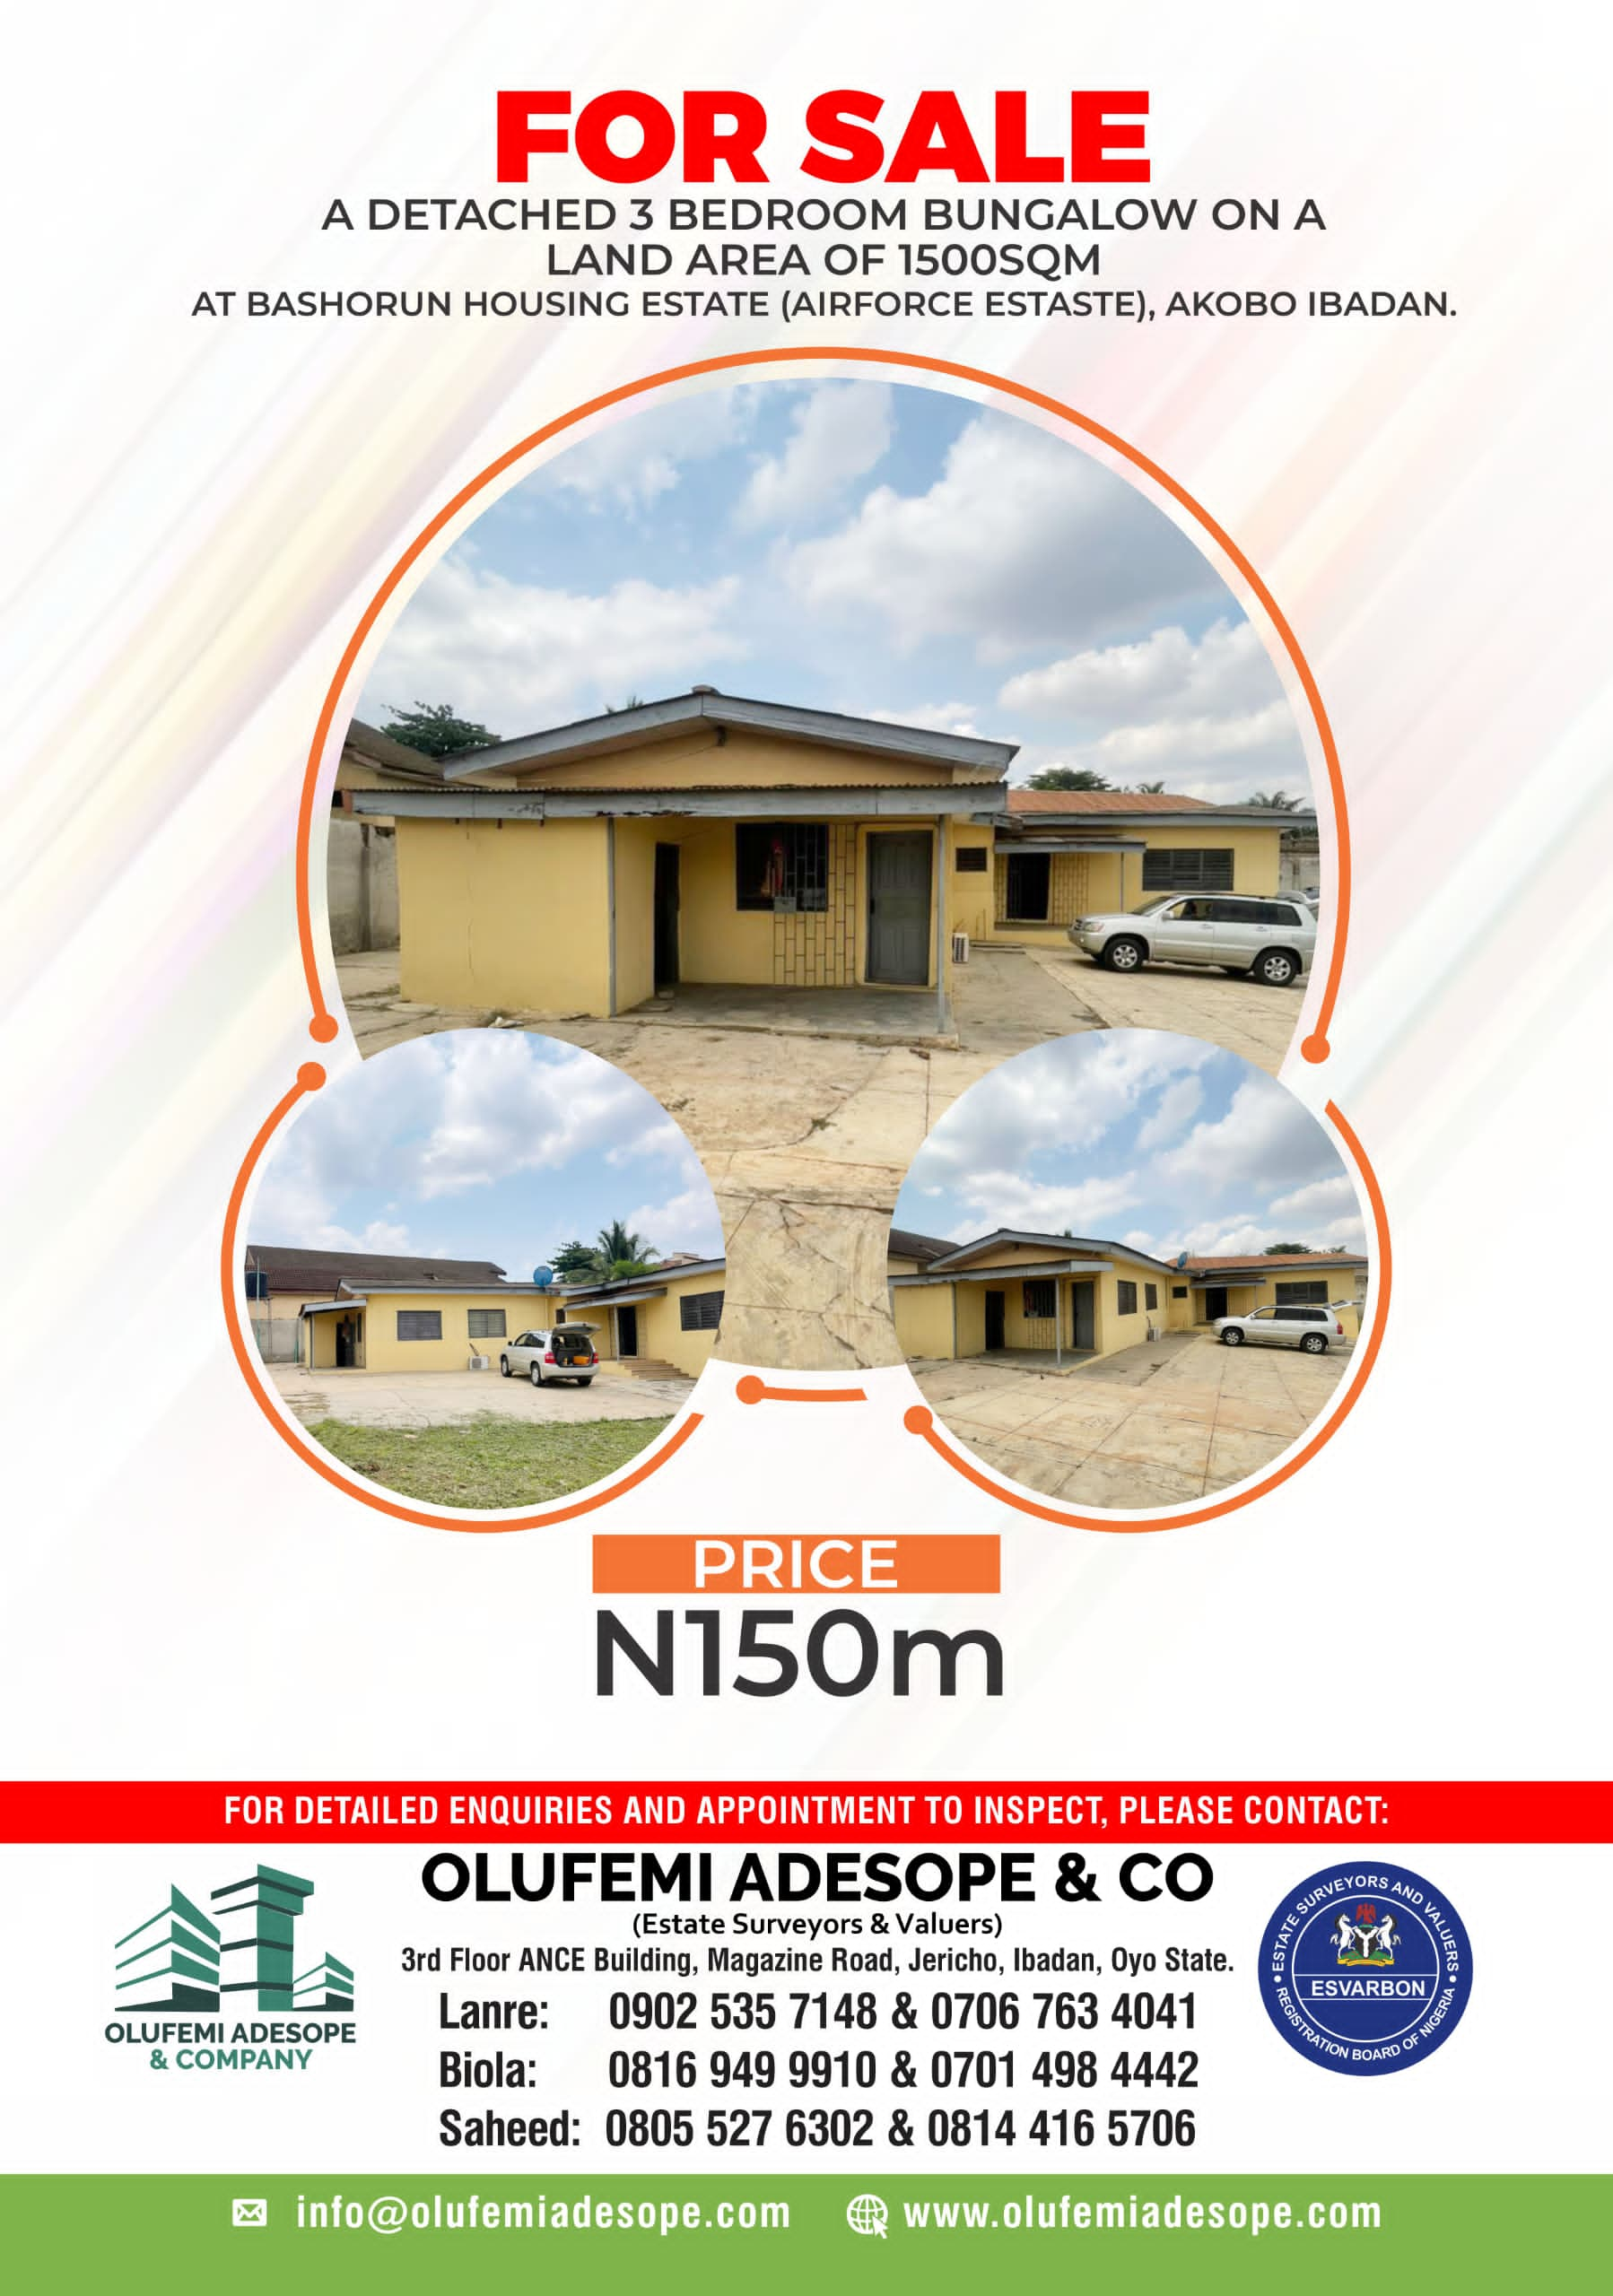 FOR SALE
A DETACHED 3 BEDROOM BUNGALOW ON A
LAND AREA OF 1500SQM
AT BASHORUN HOUSING ESTATE (AIRFORCE ESTASTE), AKOBO IBADAN.
PRICE
N150m
FOR DETAILED ENQUIRIES AND APPOINTMENT TO INSPECT, PLEASE CONTACT:
OLUFEMI ADESOPE & CO
(Estate Surveyors & Valuers)
3rd Floor ANCE Building, Magazine Road, Jericho, Ibadan, Oyo State.
Lanre: 0902 535 7148 & 0706 763 4041
Biola: 0816 949 9910 & 0701 498 4442
Saheed: 0805 527 6302 & 0814 416 5706
OLUFEMI ADESOPE
& COMPANY
ESTATE SURVEYORS AND VALUERS
ESVARBON
REGISTRATION BOARD OF NIGERIA
info@olufemiadesope.com www.olufemiadesope.com